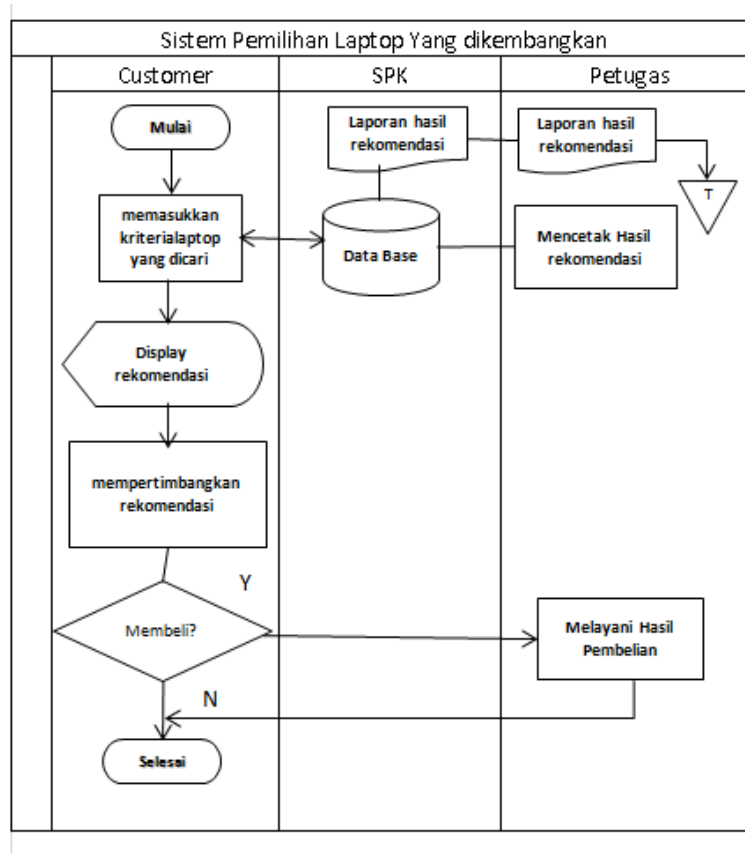 Sistem Pemilihan Laptop Yang dikembangkan
Customer
SPK
Petugas
Mulai
Laporan hasil
rekomendasi
Laporan hasil
rekomendasi
T
memasukkan
kriterialaptop
yang dicari
Data Base
Mencetak Hasil
rekomendasi
Display
rekomendasi
mempertimbangkan
rekomendasi
Y
Membeli?
Melayani Hasil
Pembelian
N
Selesai